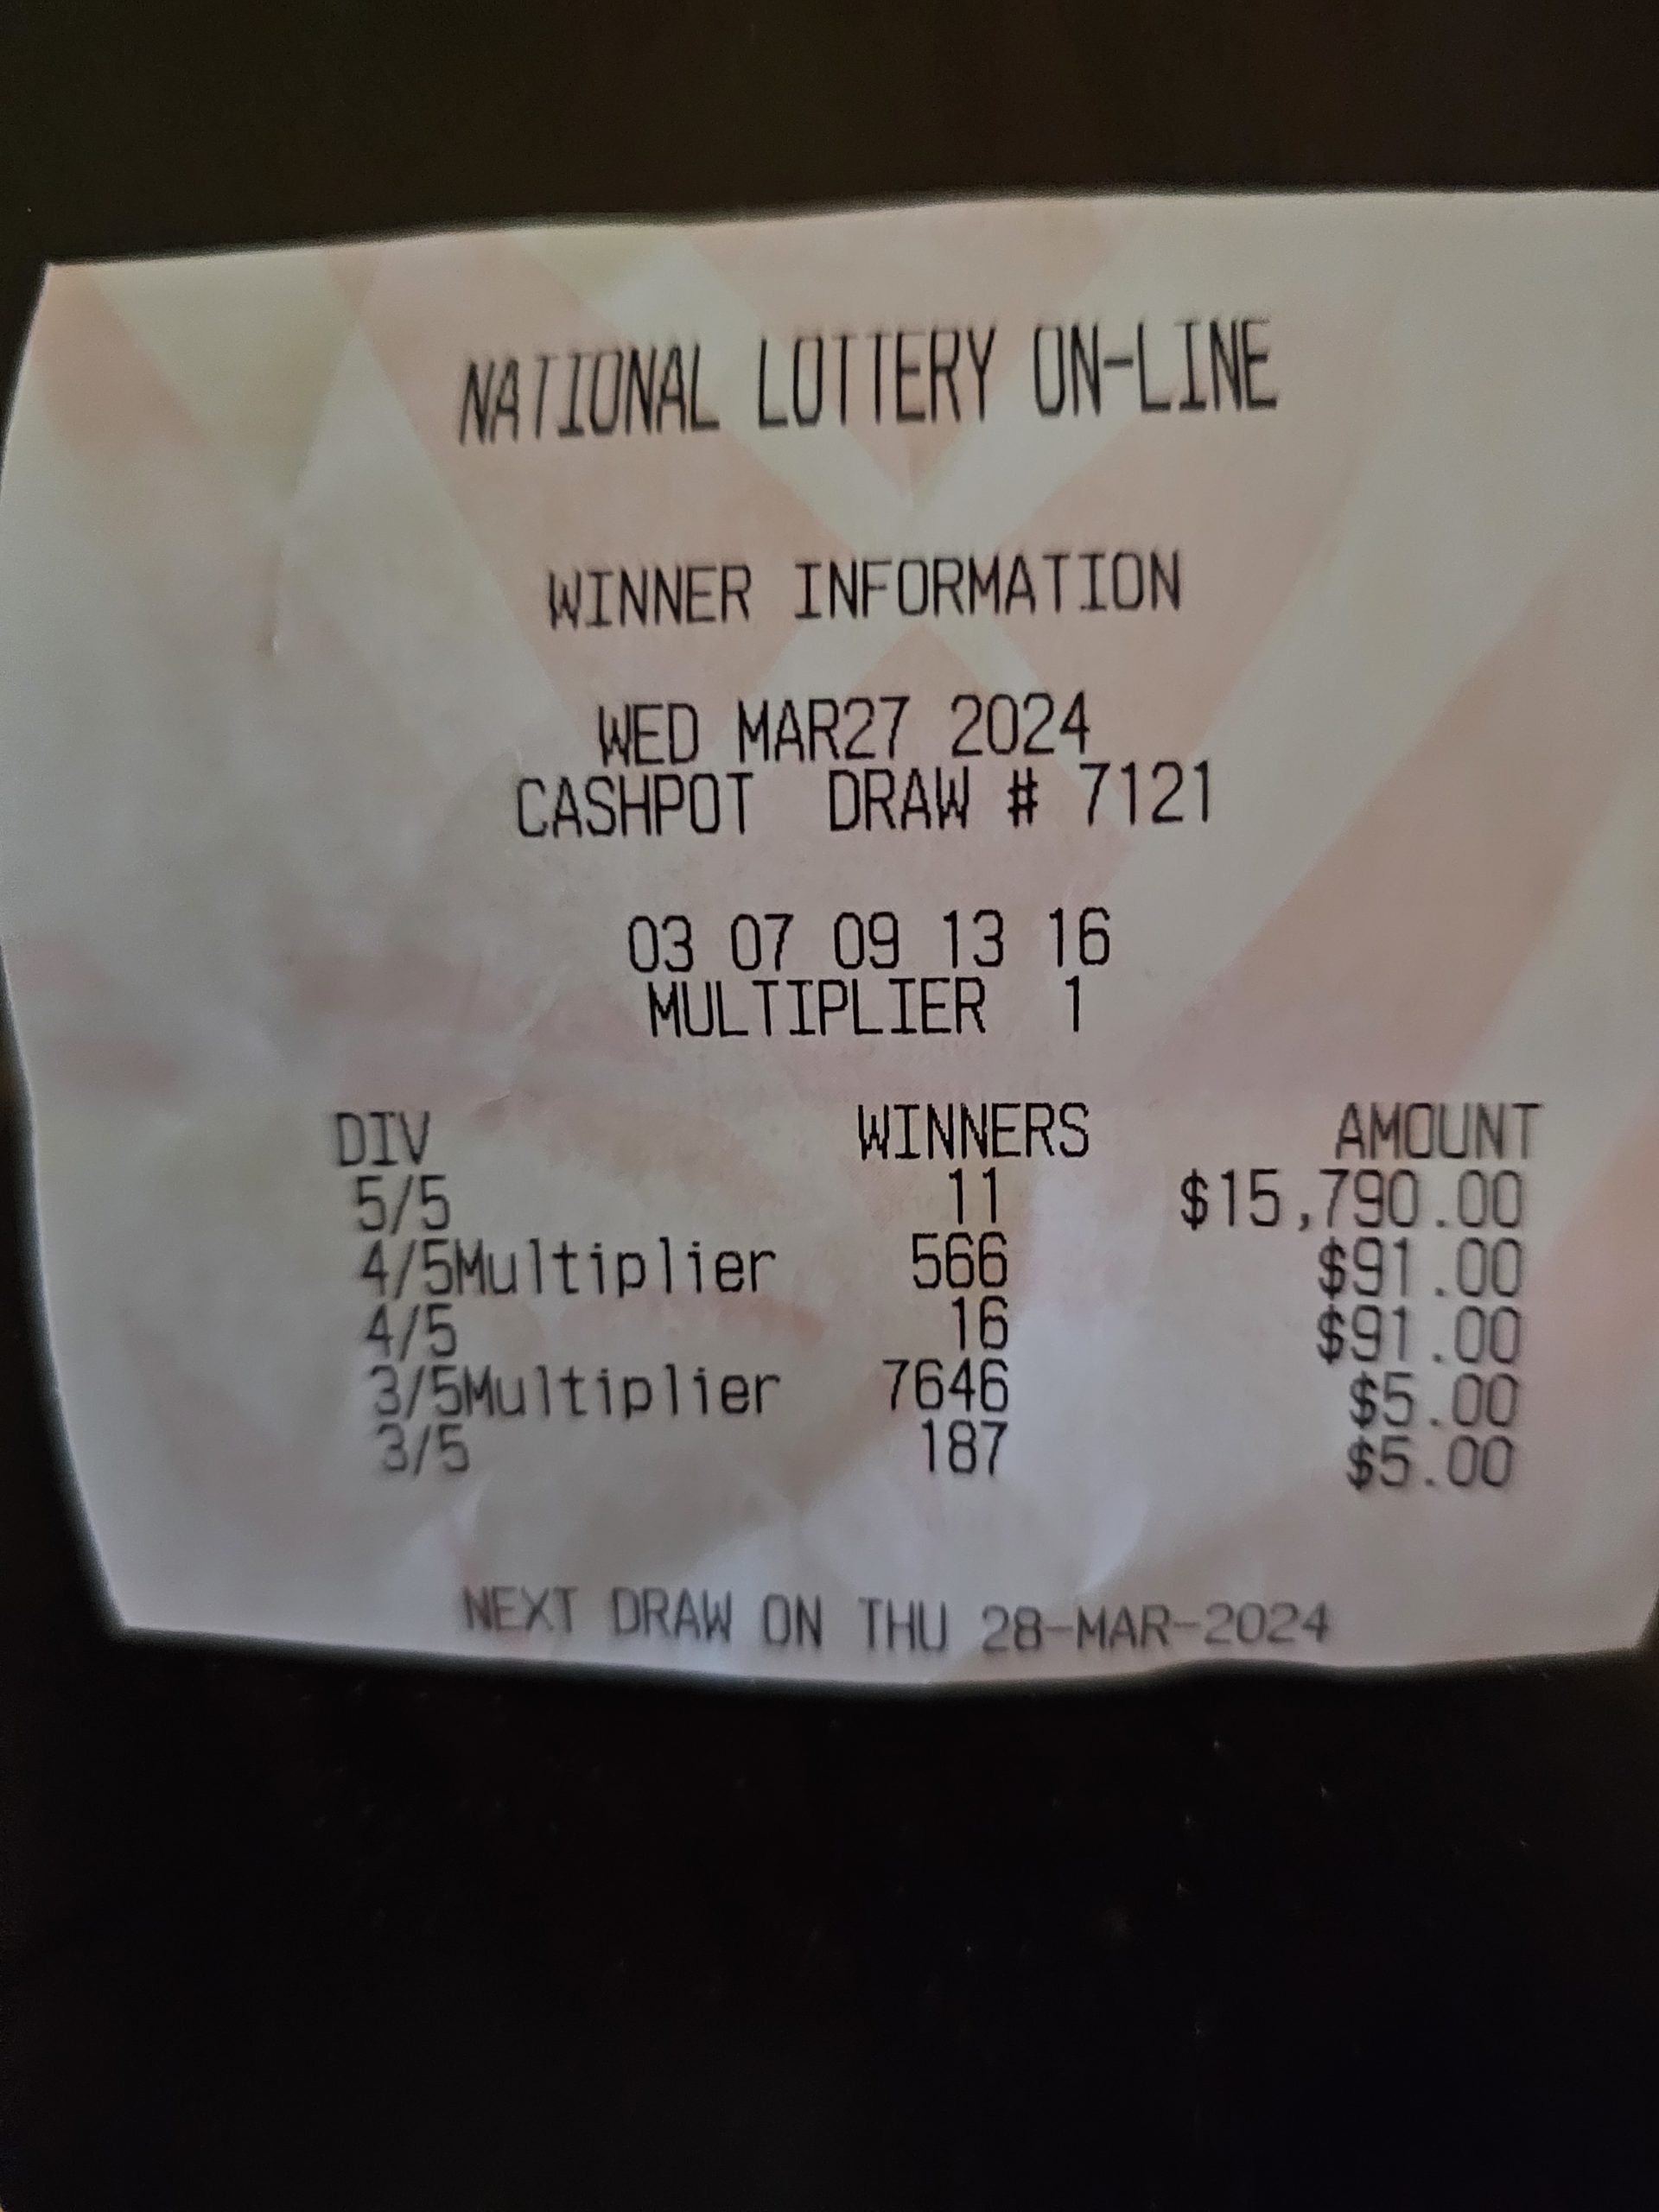 NATIONAL LOTTERY ON-LINE
WINNER INFORMATION
WED MAR27 2024
CASHPOT DRAW # 7121
03 07 09 13 16
MULTIPLIER 1
DIV WINNERS AMOUNT
5/5 11 $15,790.00
4/5Multiplier 566 $91.00
4/5 16 $91.00
3/5Multiplier 7646 $5.00
3/5 187 $5.00
NEXT DRAW ON THU 28-MAR-2024